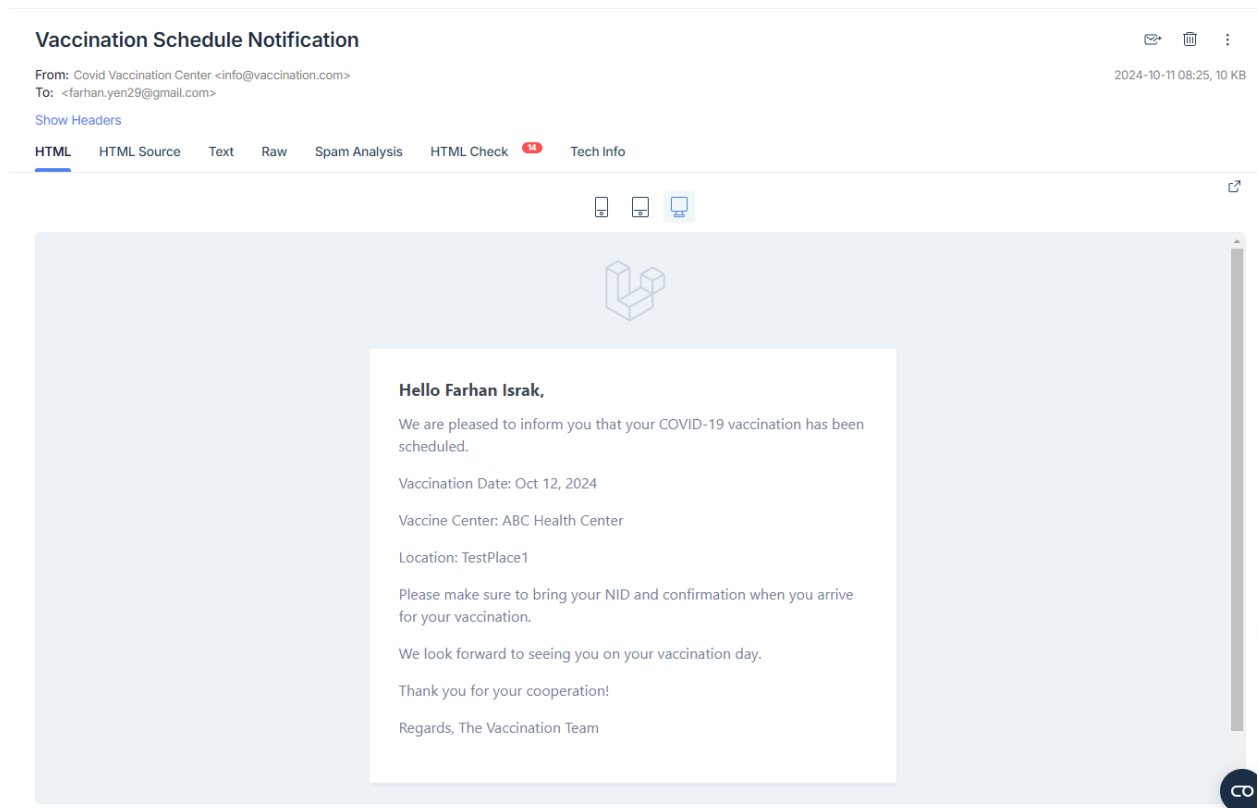 Vaccination Schedule Notification
From: Covid Vaccination Center <info@vaccination.com>
2024-10-11 08:25, 10 KB
To: <farhan.yen29@gmail.com>
Show Headers
HTML HTML Source Text Raw Spam Analysis HTML Check 14 Tech Info
Hello Farhan Israk,
We are pleased to inform you that your COVID-19 vaccination has been
scheduled.
Vaccination Date: Oct 12, 2024
Vaccine Center: ABC Health Center
Location: TestPlace1
Please make sure to bring your NID and confirmation when you arrive
for your vaccination.
We look forward to seeing you on your vaccination day.
Thank you for your cooperation!
Regards, The Vaccination Team